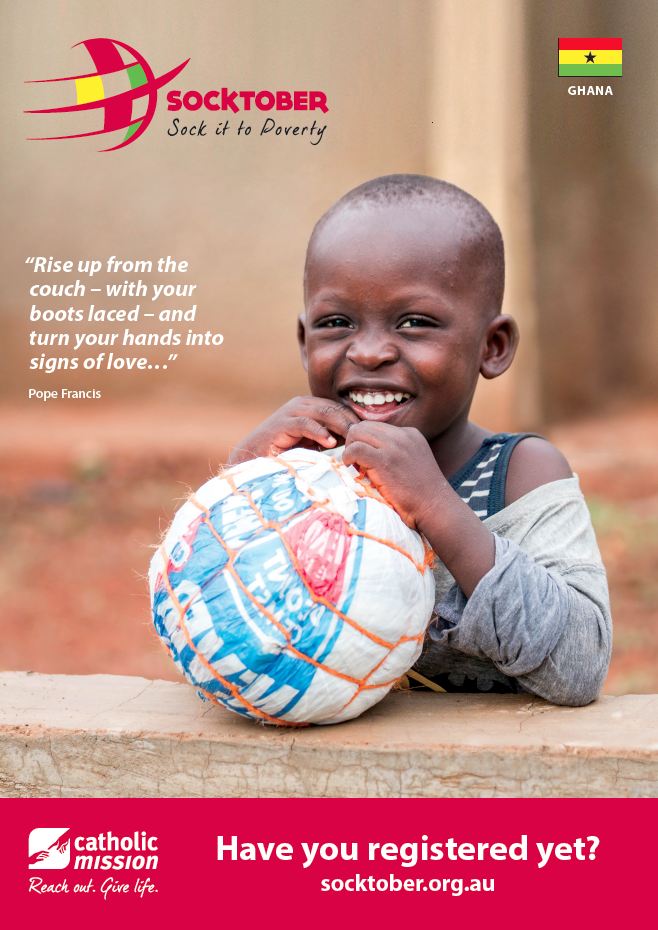 SOCKTOBER
Sock it to Poverty
GHANA
“Rise up from the
couch – with your
boots laced – and
turn your hands into
signs of love…”
Pope Francis
catholic
mission
Reach out. Give life.
Have you registered yet?
socktober.org.au